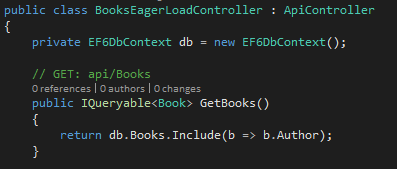 public class BooksEagerLoadController : ApiController
{
    private EF6DbContext db = new EF6DbContext();

    // GET: api/Books
    0 references | 0 authors | 0 changes
    public IQueryable<Book> GetBooks()
    {
        return db.Books.Include(b => b.Author);
    }